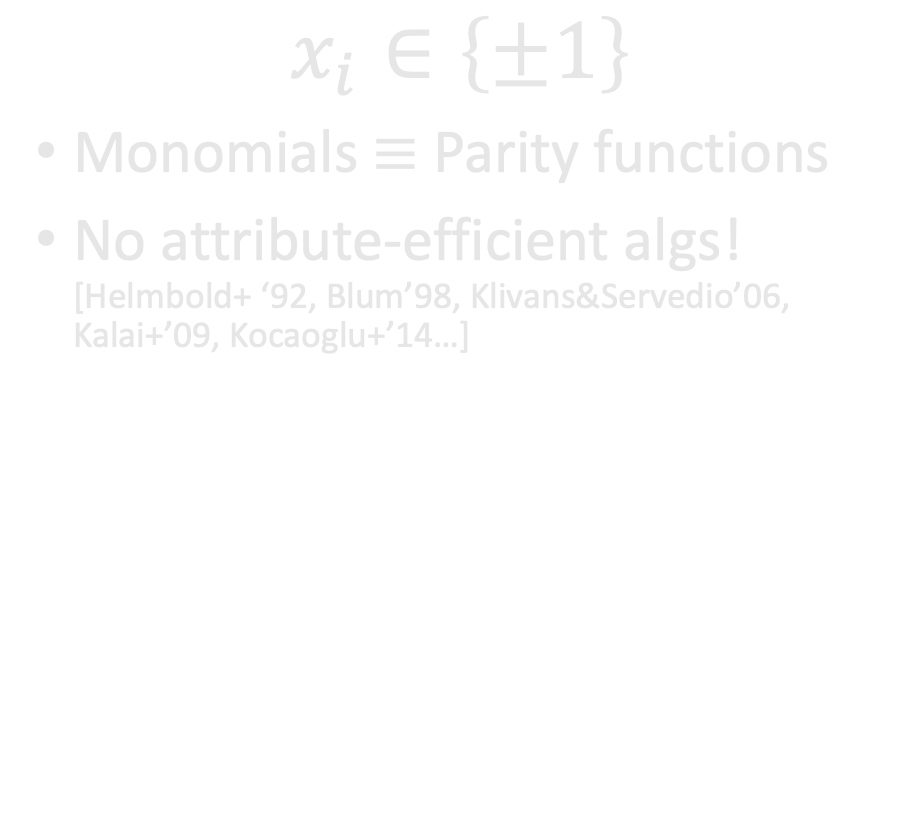 xᵢ ∈ {±1}
• Monomials ≡ Parity functions
• No attribute-efficient algs!
[Helmbold+ ‘92, Blum’98, Klivans&Servedio’06,
Kalai+’09, Kocaoglu+’14…]